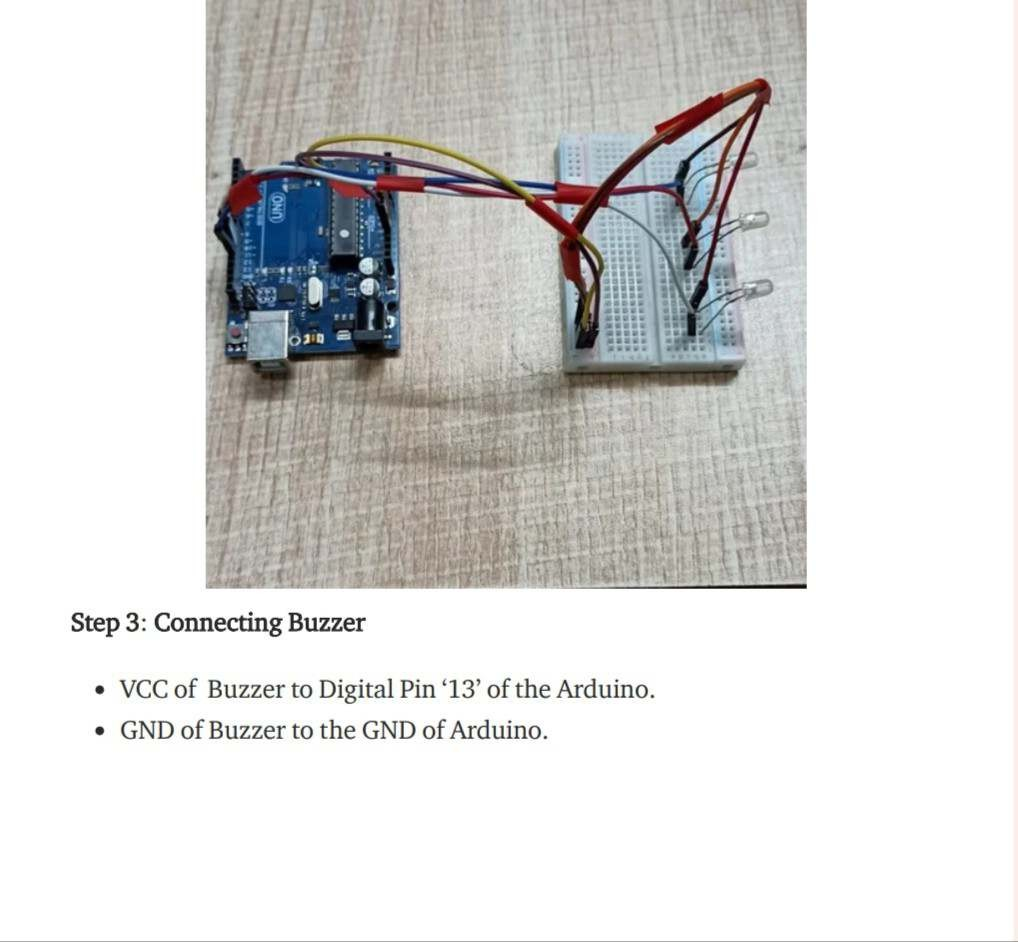 UNO
Step 3: Connecting Buzzer
• VCC of Buzzer to Digital Pin ‘13’ of the Arduino.
• GND of Buzzer to the GND of Arduino.